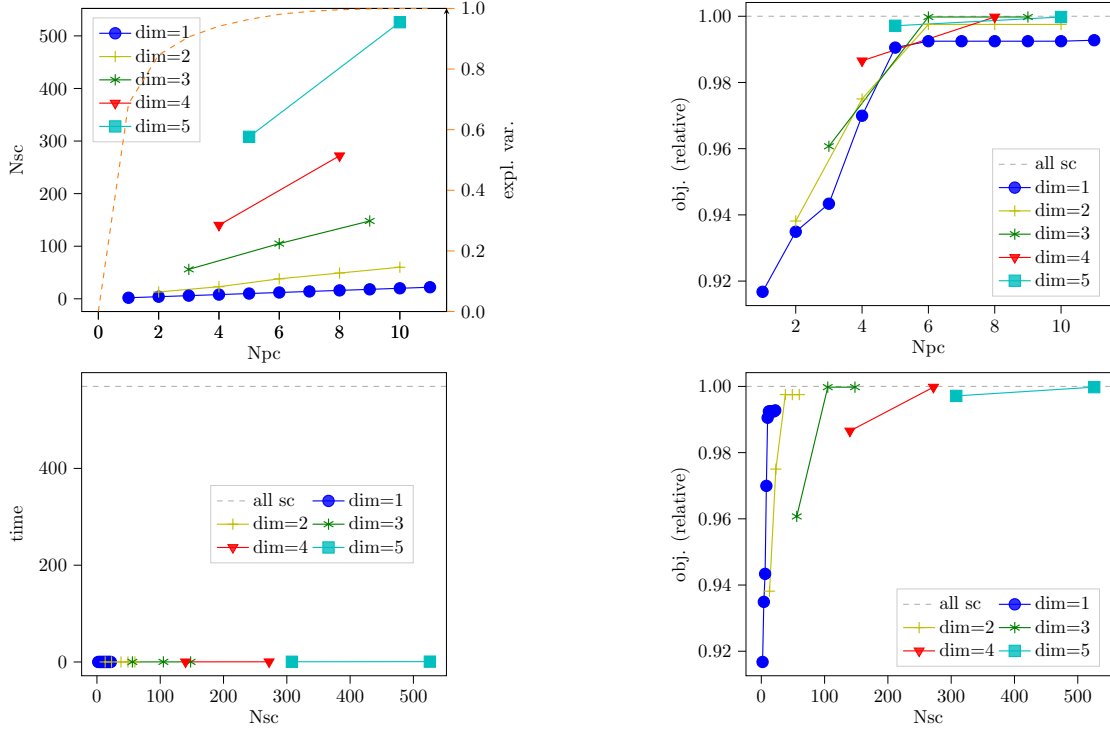 500
400
300
200
100
0
Nsc
dim=1
dim=2
dim=3
dim=4
dim=5
1.0
0.8
0.6
0.4
0.2
0.0
expl. var.
0 2 4 6 8 10
Npc
1.00
0.98
0.96
0.94
0.92
obj. (relative)
all sc
dim=1
dim=2
dim=3
dim=4
dim=5
2 4 6 8 10
Npc
400
200
0
time
all sc dim=1
dim=2 dim=3
dim=4 dim=5
0 100 200 300 400 500
Nsc
1.00
0.98
0.96
0.94
0.92
obj. (relative)
all sc dim=1
dim=2 dim=3
dim=4 dim=5
0 100 200 300 400 500
Nsc